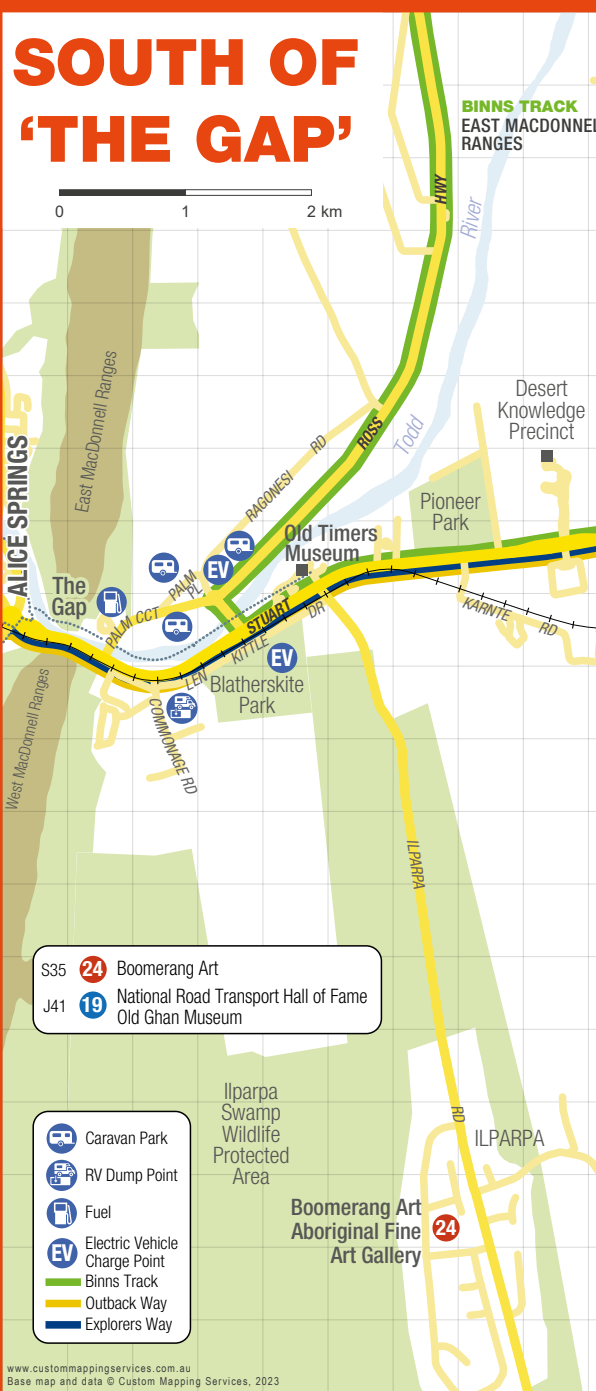 SOUTH OF
‘THE GAP’
0 1 2 km
BINNS TRACK
EAST MACDONNEL
RANGES
HWY
River
East MacDonnell Ranges
ALICE SPRINGS
Desert
Knowledge
Precinct
ROSS
Todd
RAGONESI RD
Pioneer
Park
Old Timers
Museum
PALM
PL
EV
The
Gap
PALM CCT
STUART
KARNTE RD
LEN KITTLE DR
EV
Blatherskite
Park
West MacDonnell Ranges
COMMONAGE RD
ILPARPA
S35 24 Boomerang Art
J41 19 National Road Transport Hall of Fame
Old Ghan Museum
Ilparpa
Swamp
Wildlife
Protected
Area
RD
ILPARPA
Boomerang Art
Aboriginal Fine
Art Gallery
24
Caravan Park
RV Dump Point
Fuel
EV Electric Vehicle
Charge Point
Binns Track
Outback Way
Explorers Way
www.custommappingservices.com.au
Base map and data © Custom Mapping Services, 2023